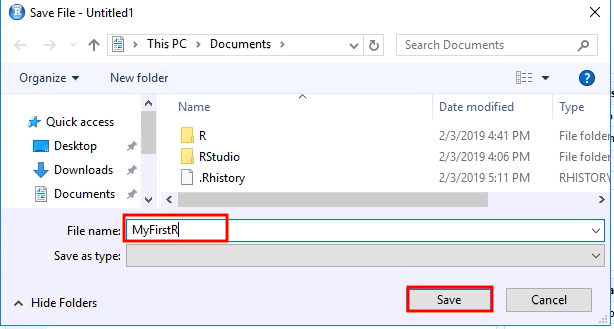 Save File - Untitled1
This PC > Documents >
Search Documents
Organize New folder
Name Date modified Type
Quick access
Desktop
Downloads
Documents
R 2/3/2019 4:41 PM File folder
RStudio 2/3/2019 4:06 PM File folder
.Rhistory 2/3/2019 5:11 PM RHISTORY
File name: MyFirstR
Save as type:
Hide Folders
Save Cancel